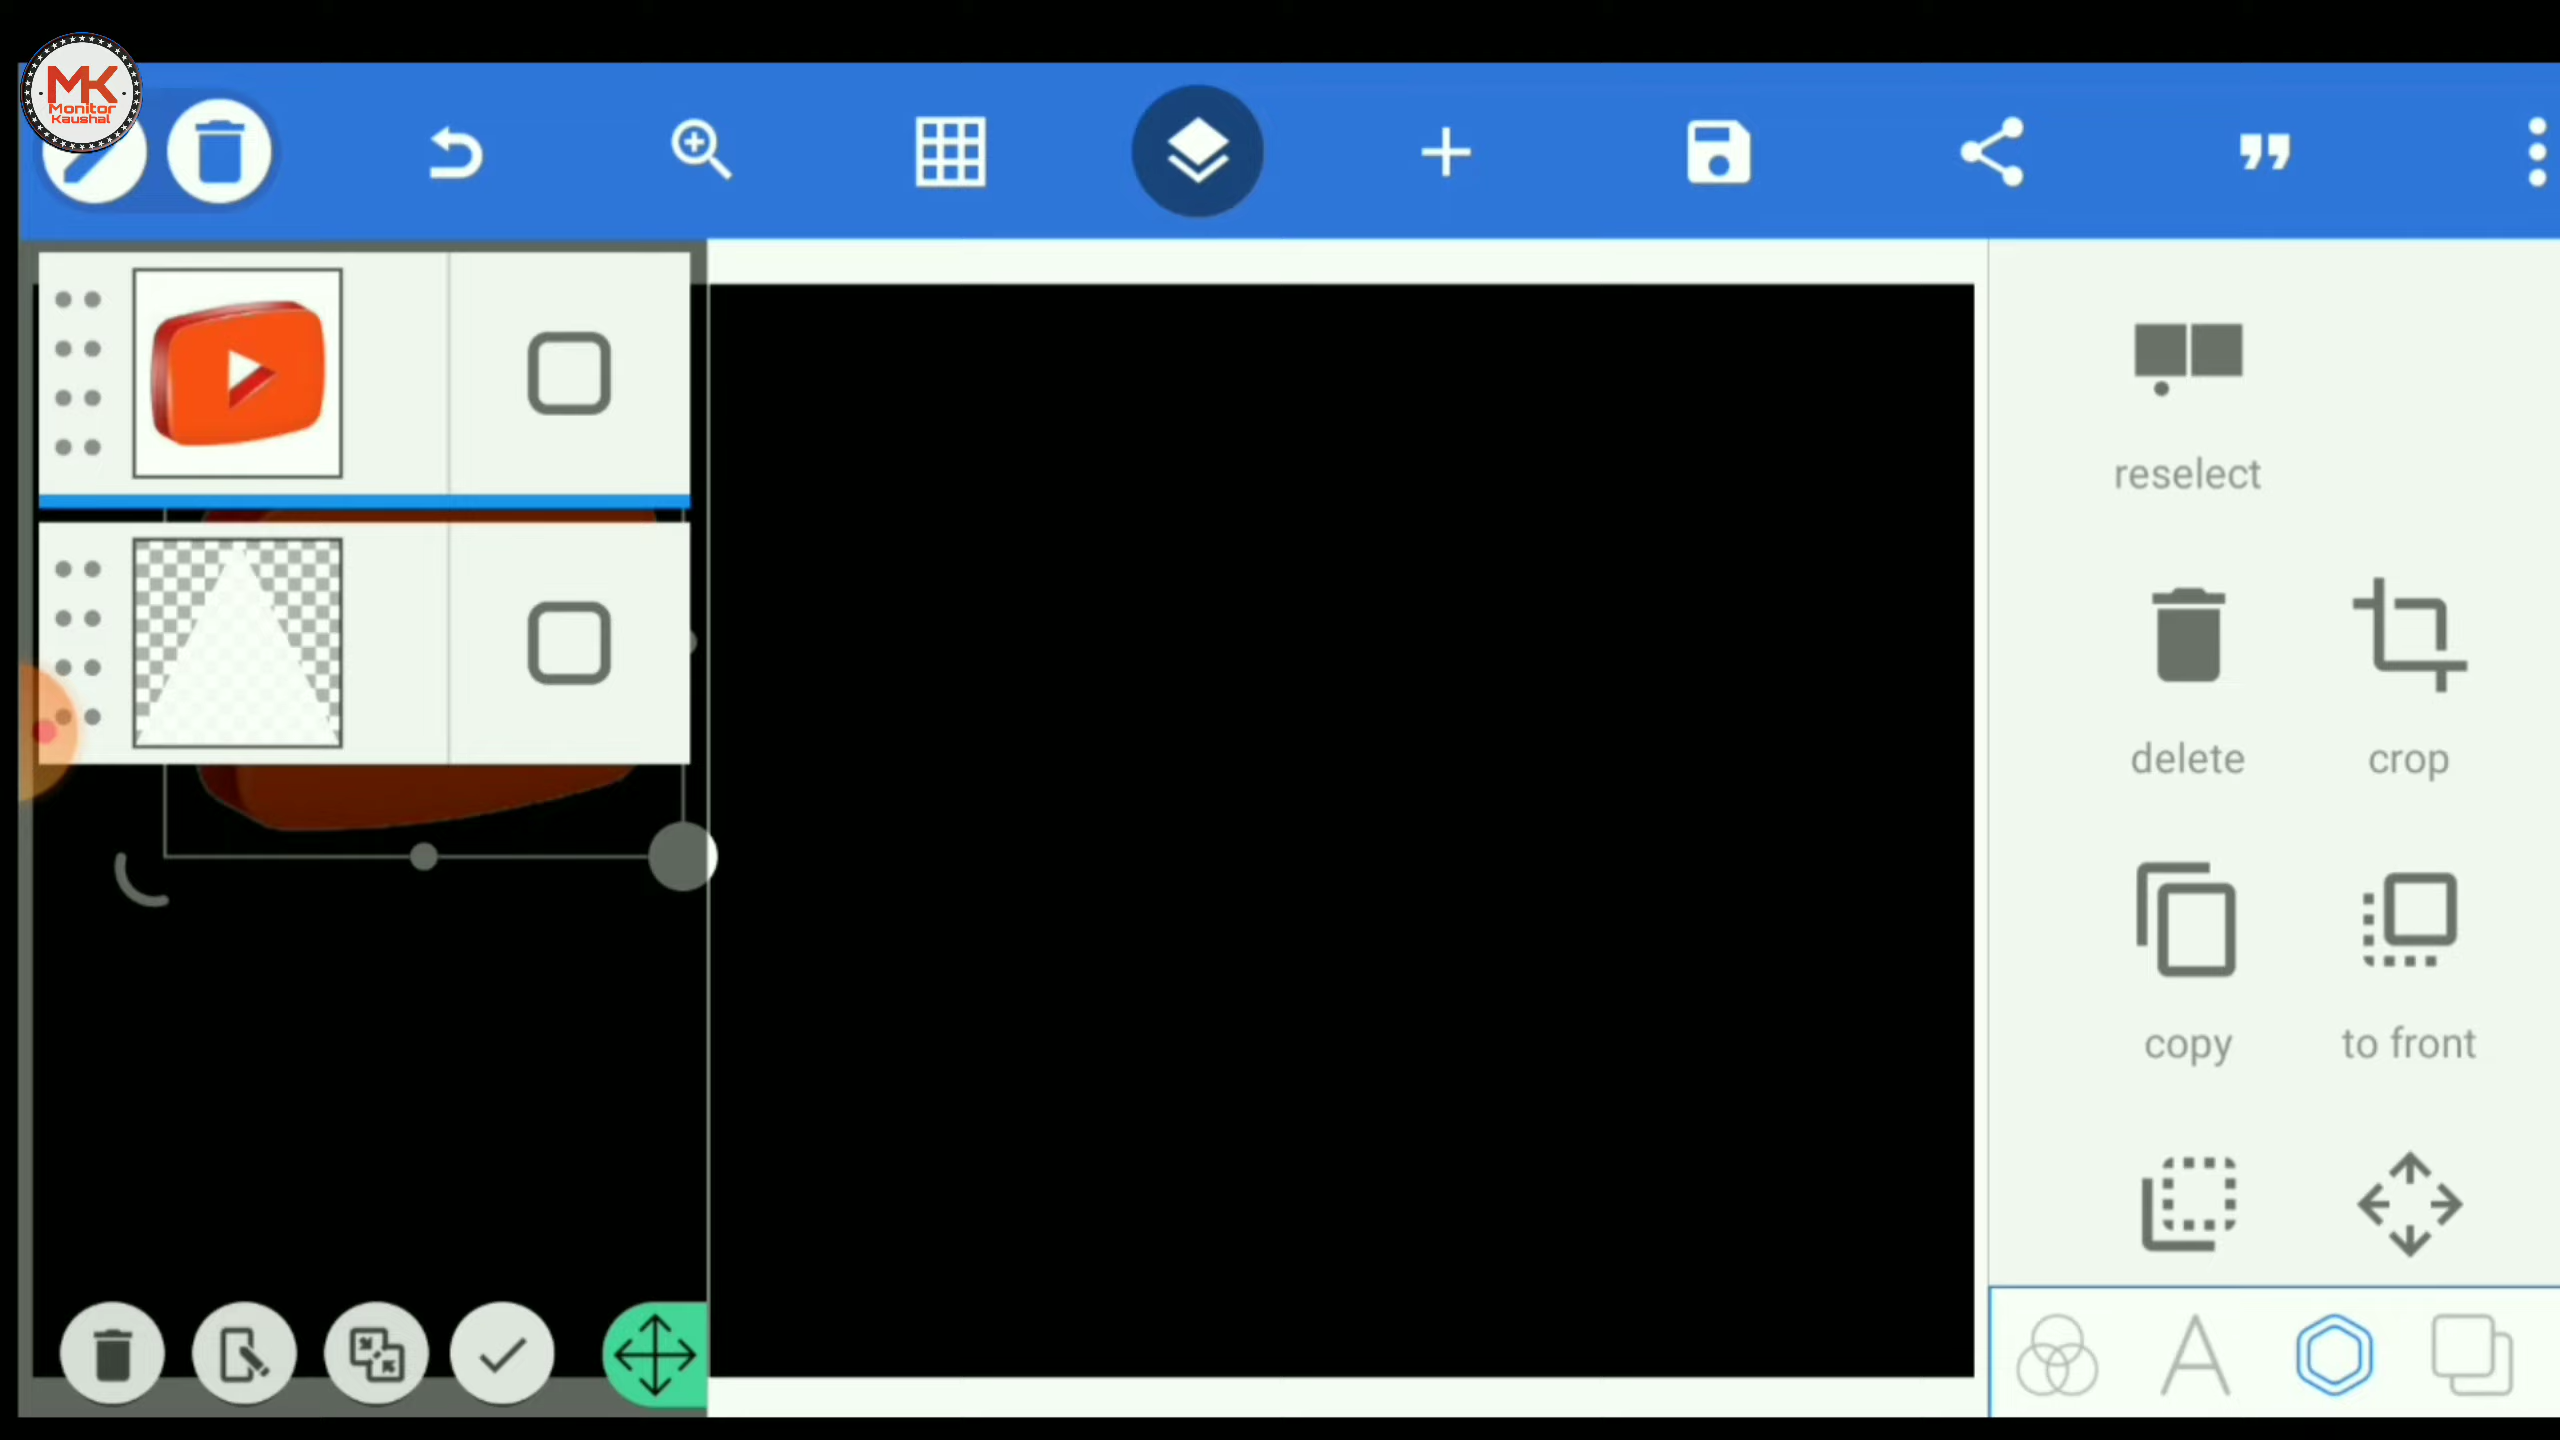 MK
Monitor
Kaushal
reselect
delete
crop
copy
to front